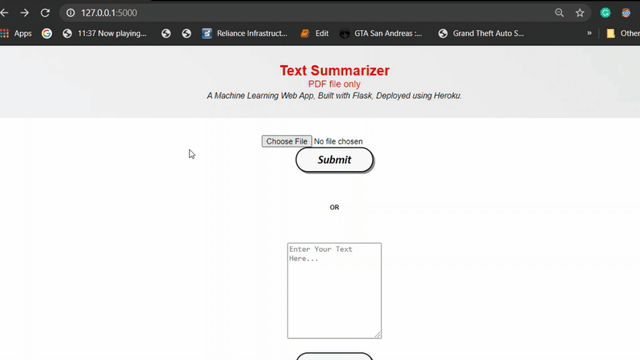 127.0.0.1:5000
Apps 11:37 Now playing... Reliance Infrastruct... Edit GTA San Andreas :... Grand Theft Auto S... » Other
Text Summarizer
PDF file only
A Machine Learning Web App, Built with Flask, Deployed using Heroku.
Choose File No file chosen
Submit
OR
Enter Your Text
Here...